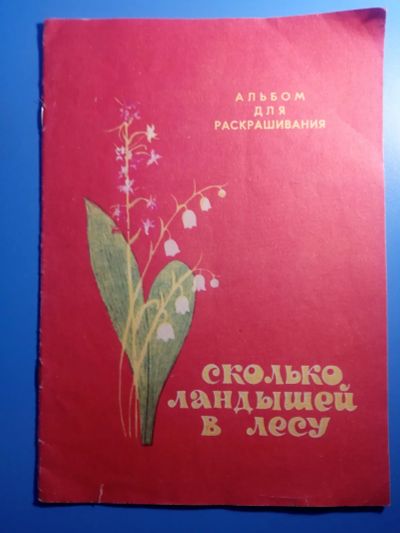 АЛЬБОМ
ДЛЯ
РАСКРАШИВАНИЯ
СКОЛЬКО
ЛАНДЫШЕЙ
В ЛЕСУ